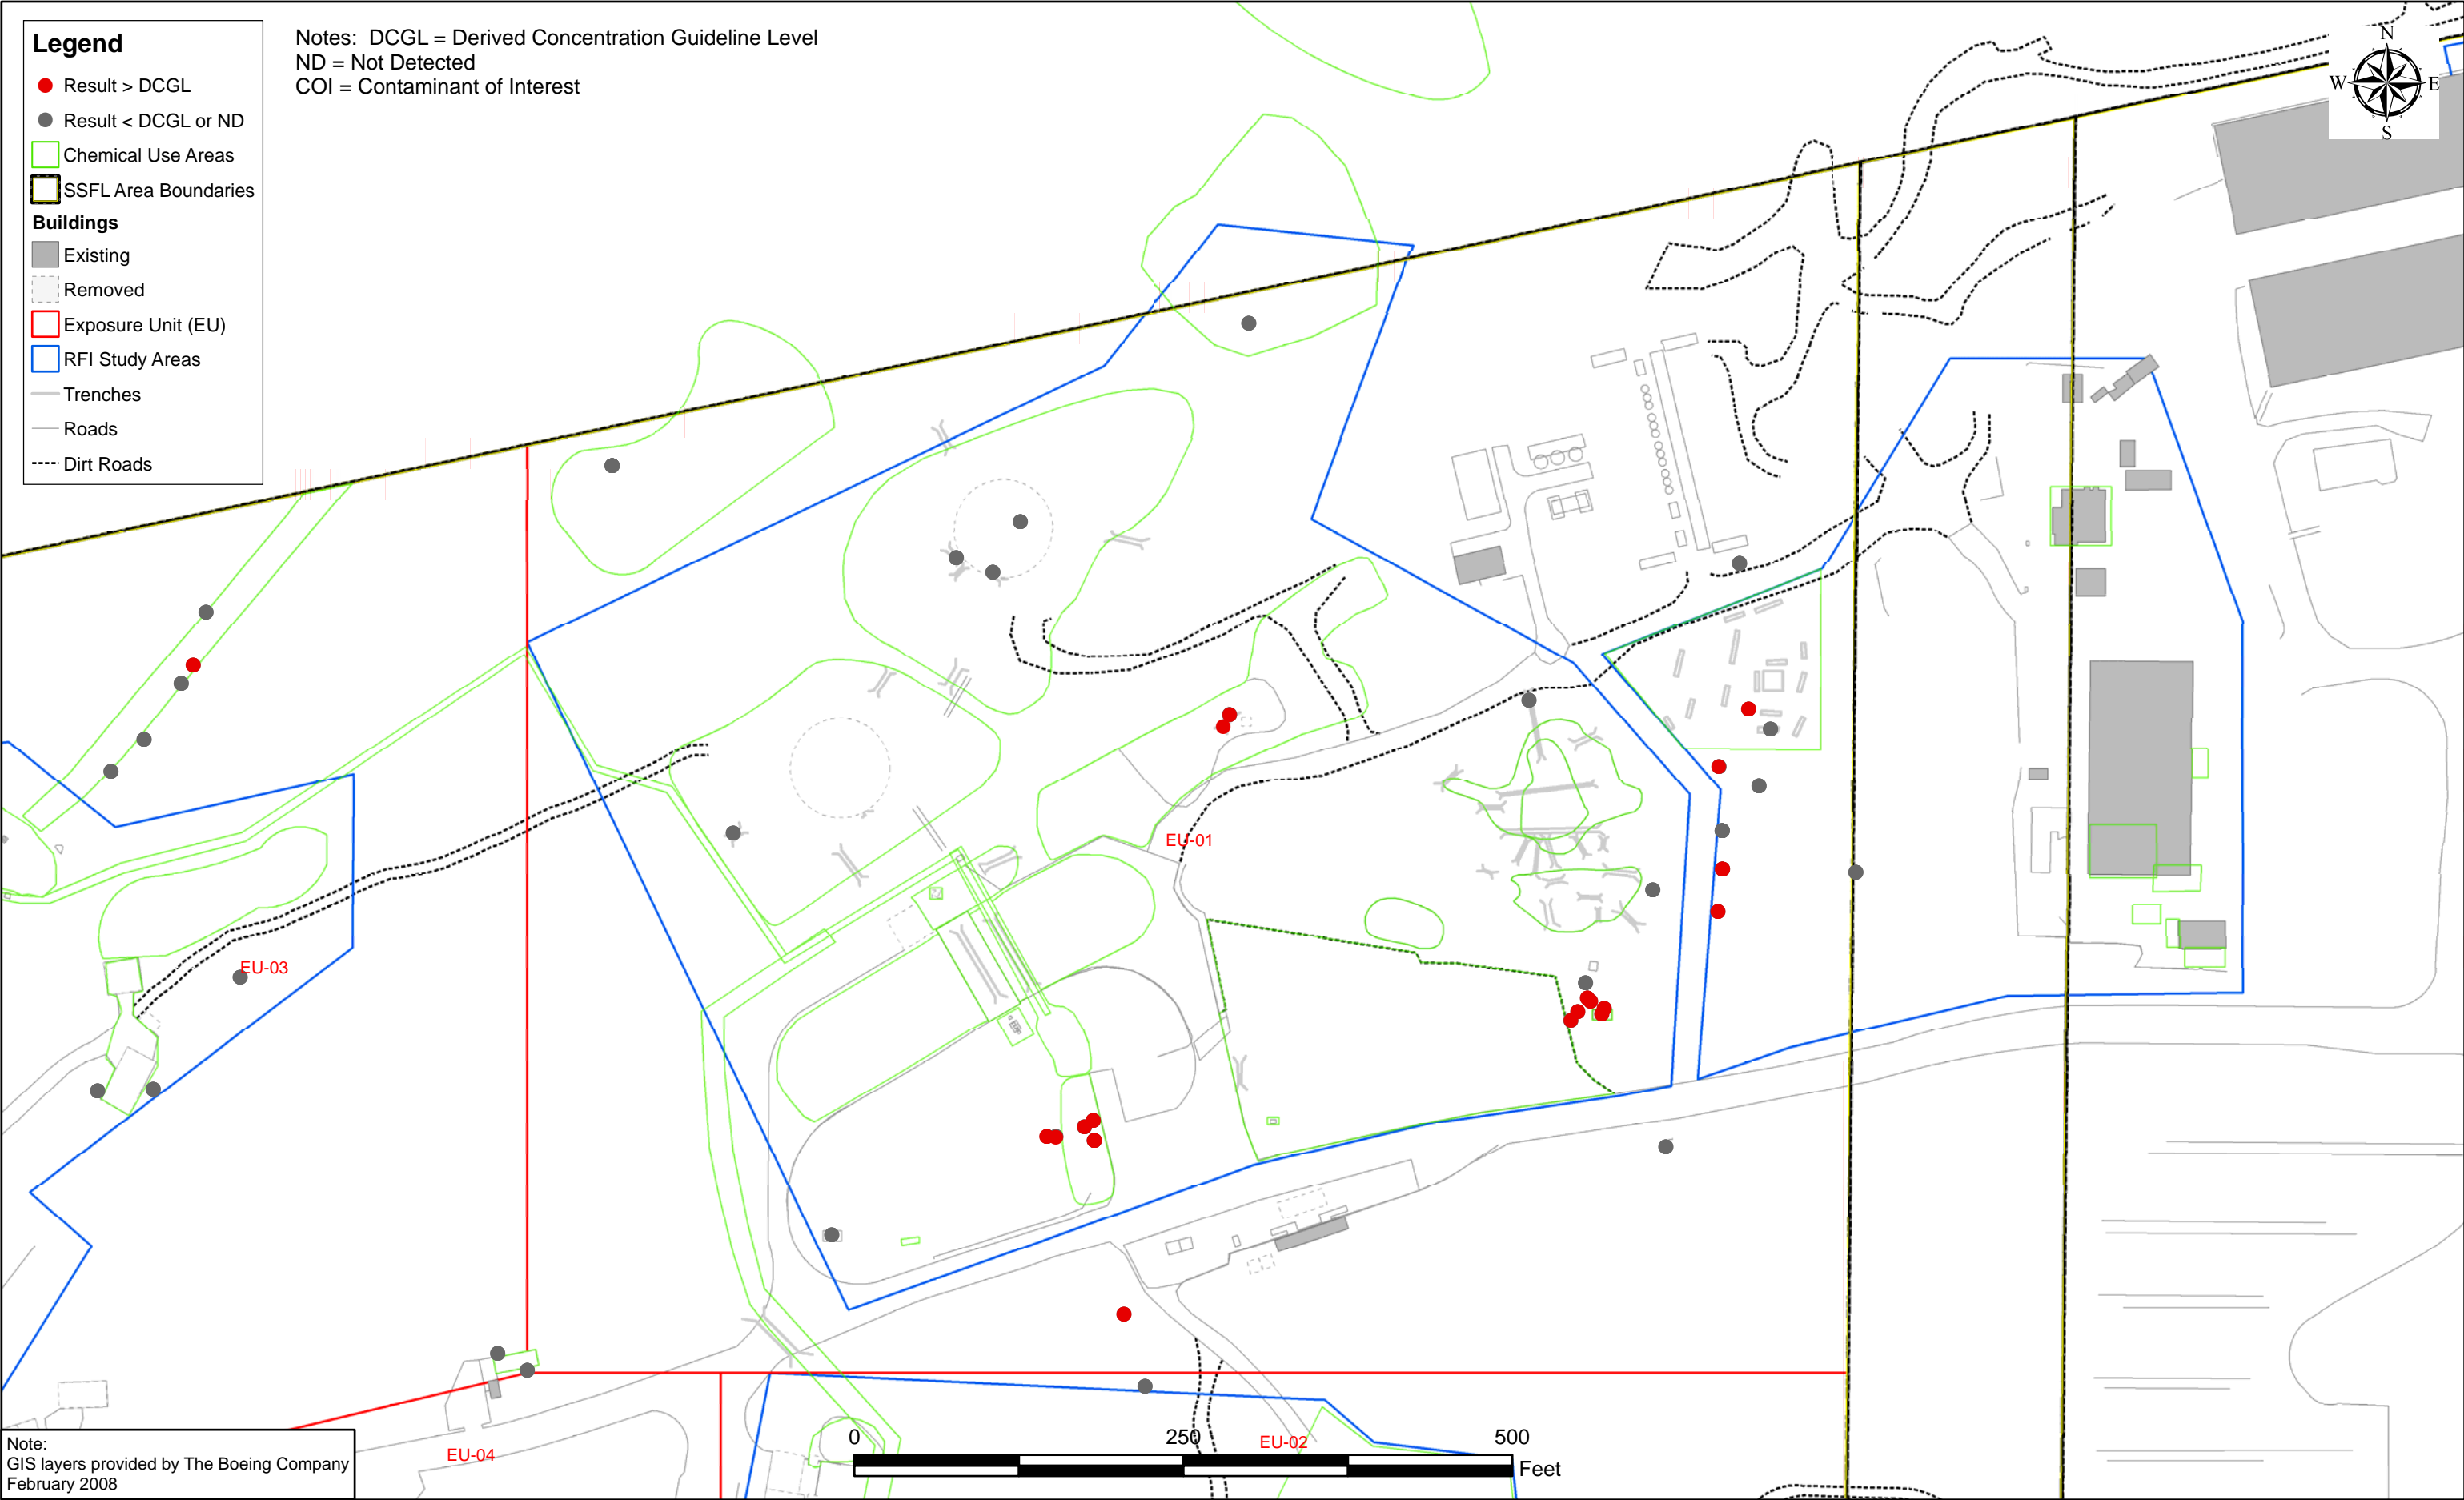 Legend
Result > DCGL
Result < DCGL or ND
Chemical Use Areas
SSFL Area Boundaries
Buildings
Existing
Removed
Exposure Unit (EU)
RFI Study Areas
Trenches
Roads
Dirt Roads
Notes:  DCGL = Derived Concentration Guideline Level
ND = Not Detected
COI = Contaminant of Interest
N
W
E
S
EU-01
EU-03
EU-04
EU-02
0
250
500
Feet
Note:
GIS layers provided by The Boeing Company
February 2008